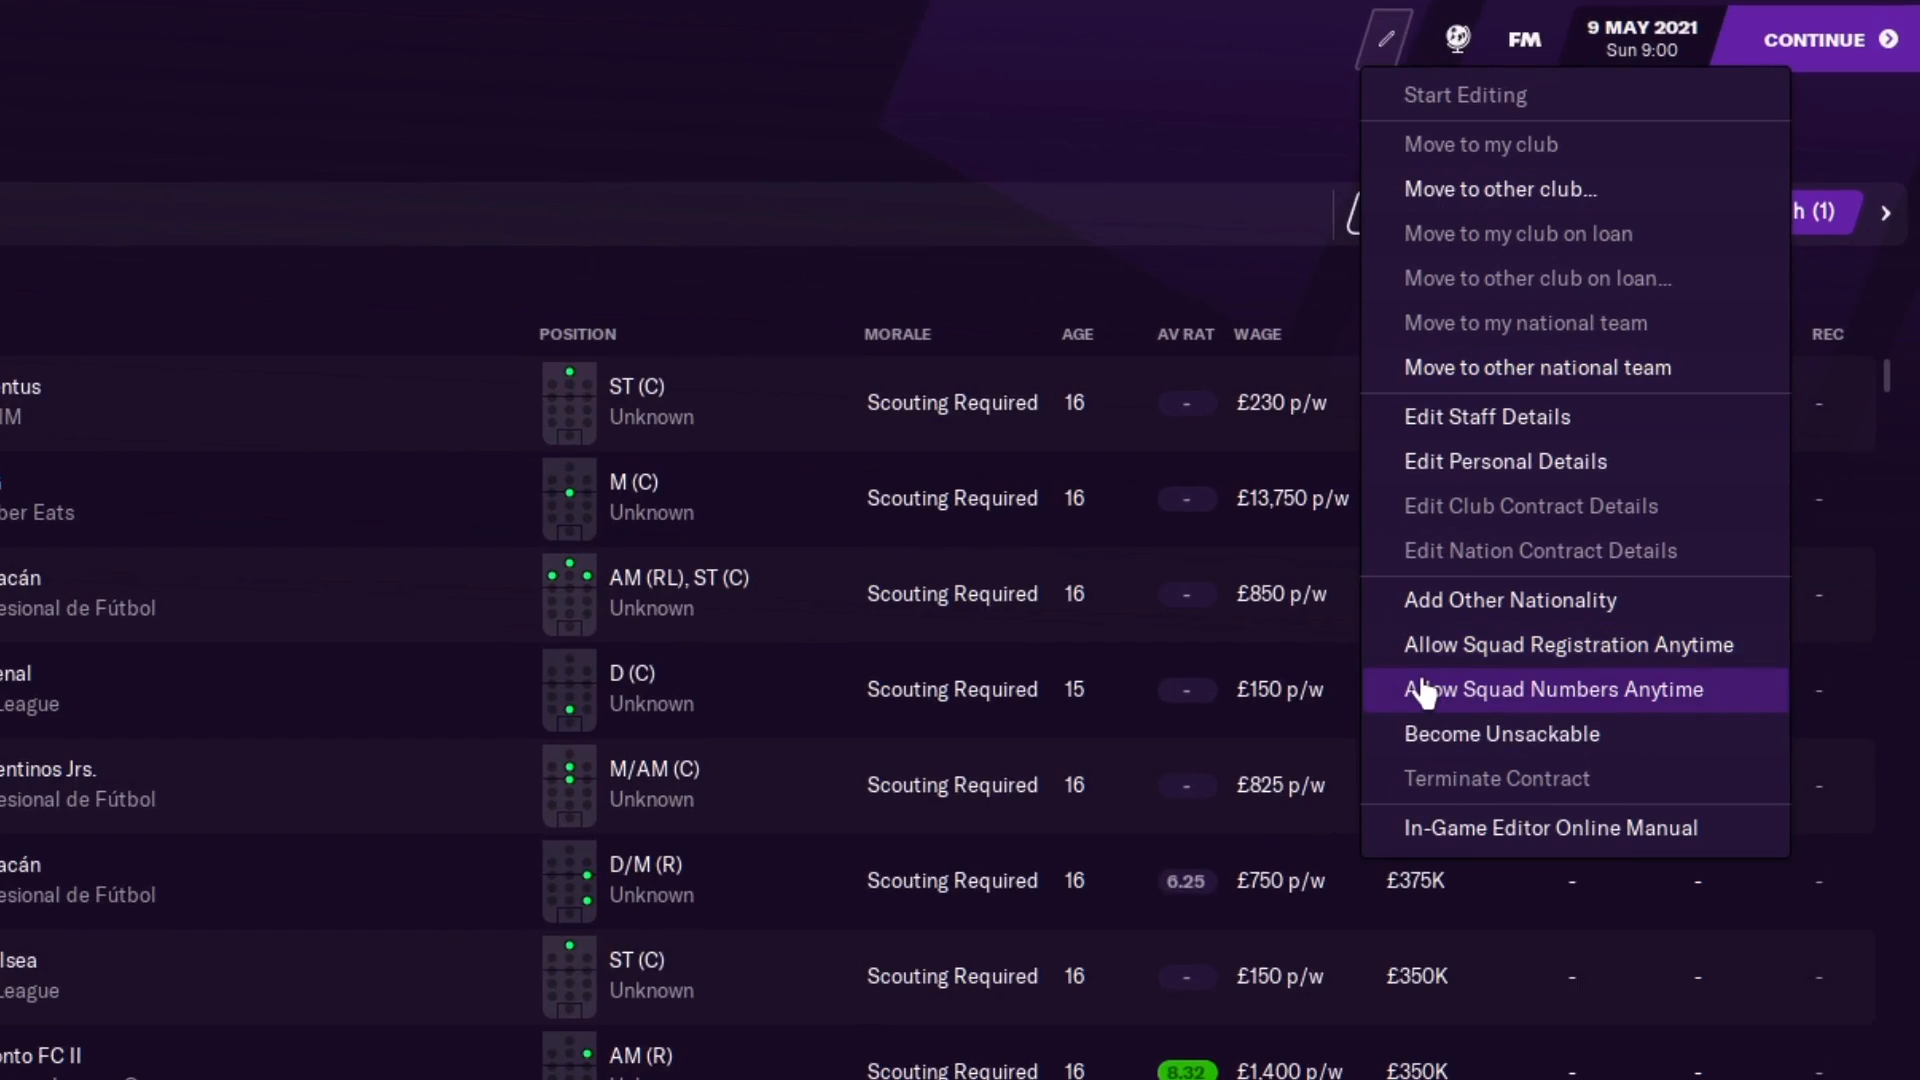 FM
9 MAY 2021
Sun 9:00
CONTINUE
Start Editing
Move to my club
Move to other club...
Move to my club on loan
Move to other club on loan...
Move to my national team
Move to other national team
Edit Staff Details
Edit Personal Details
Edit Club Contract Details
Edit Nation Contract Details
Add Other Nationality
Allow Squad Registration Anytime
Allow Squad Numbers Anytime
Become Unsackable
Terminate Contract
In-Game Editor Online Manual
h (1)
POSITION MORALE AGE AV RAT WAGE REC
entus ST (C) Scouting Required 16 - £230 p/w -
Unknown
M (C) Scouting Required 16 - £13,750 p/w -
ber Eats Unknown
acán AM (RL), ST (C) Scouting Required 16 - £850 p/w -
esional de Fútbol Unknown
enal D (C) Scouting Required 15 - £150 p/w -
League Unknown
entinos Jrs. M/AM (C) Scouting Required 16 - £825 p/w -
esional de Fútbol Unknown
acán D/M (R) Scouting Required 16 6.25 £750 p/w £375K - - -
esional de Fútbol Unknown
lsea ST (C) Scouting Required 16 - £150 p/w £350K - - -
League Unknown
onto FC II AM (R) Scouting Required 16 8.32 £1,400 p/w £350K - - -